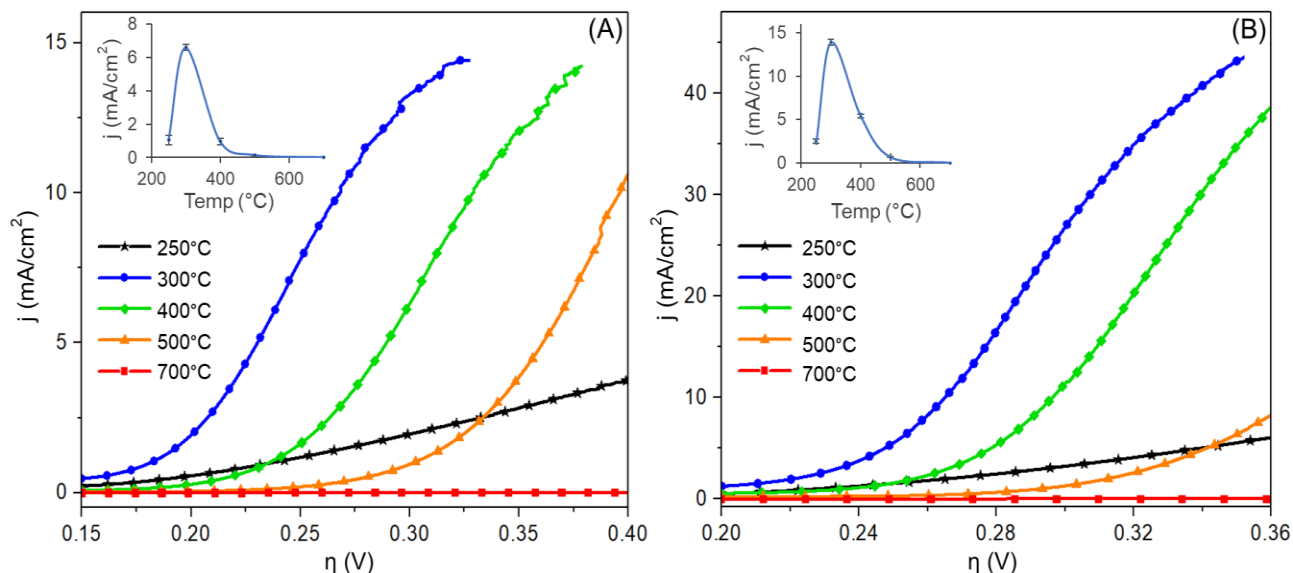 (A)
j (mA/cm²)
15
10
5
0
0.15 0.20 0.25 0.30 0.35 0.40
η (V)
j (mA/cm²)
8
6
4
2
0
200 400 600
Temp (°C)
250°C
300°C
400°C
500°C
700°C
(B)
j (mA/cm²)
40
30
20
10
0
0.20 0.24 0.28 0.32 0.36
η (V)
j (mA/cm²)
15
10
5
0
200 400 600
Temp (°C)
250°C
300°C
400°C
500°C
700°C